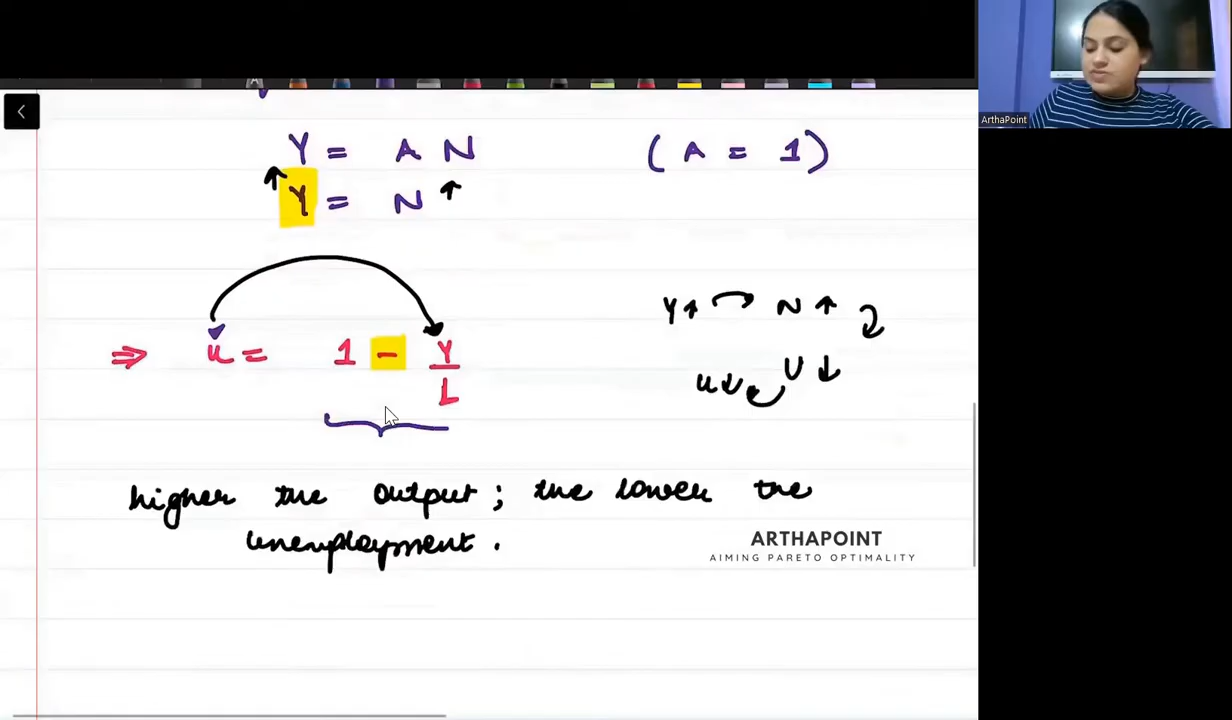 Y = A N (A = 1)
↑ Y = N ↑
Y↑ → N ↑
⇒ u = 1 - Y/L
u↓ U ↓
higher the output ; the lower the
unemployment .
ARTHAPOINT
AIMING PARETO OPTIMALITY
ArthaPoint